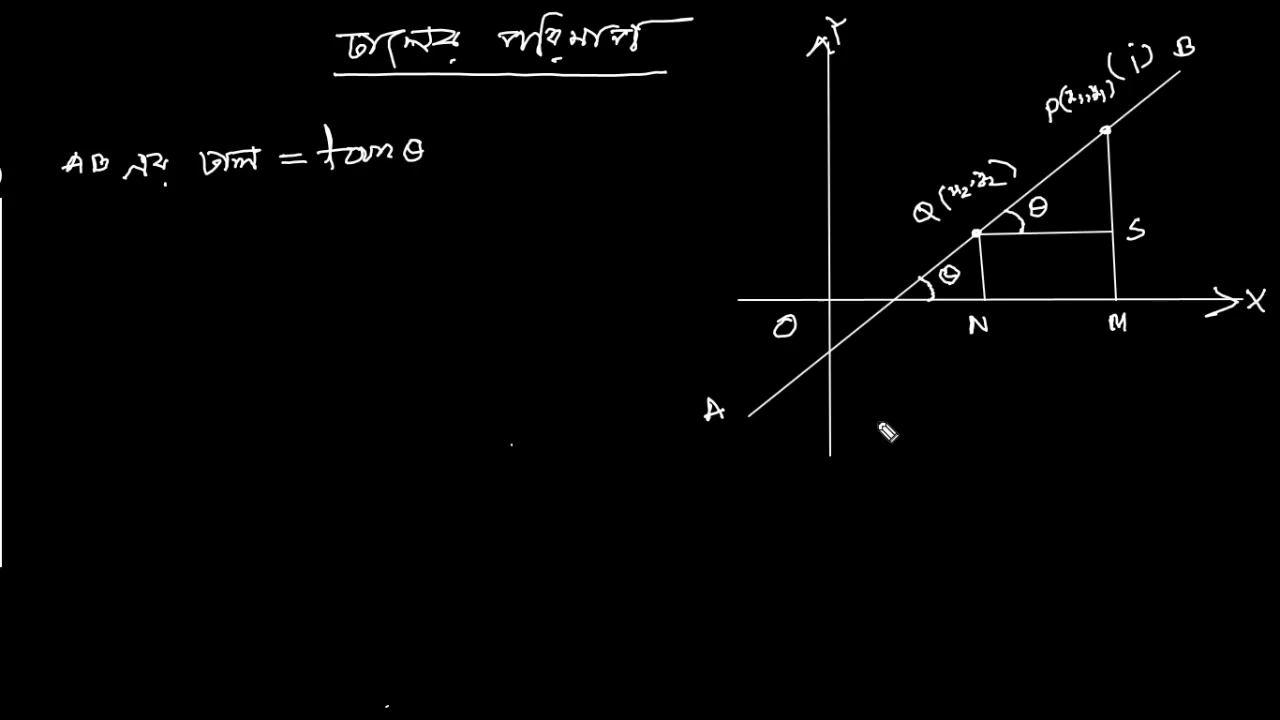 ঢালের পরিমাপ
Y
(i) B
P(x₁,y₁)
AB এর ঢাল = tanθ
Q(x₂,y₂)
θ
S
θ
X
O N M
A